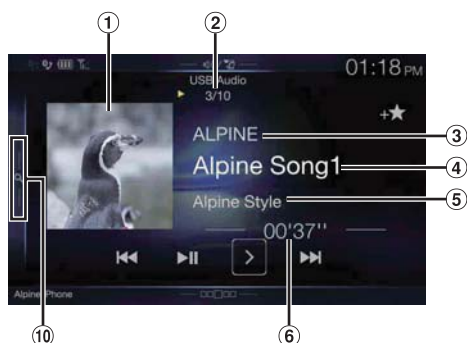 ① ②
USB Audio
01:18 PM
3/10
ALPINE ③
Alpine Song1 ④
Alpine Style ⑤
00'37"
Alpine Phone
⑩ ⑥